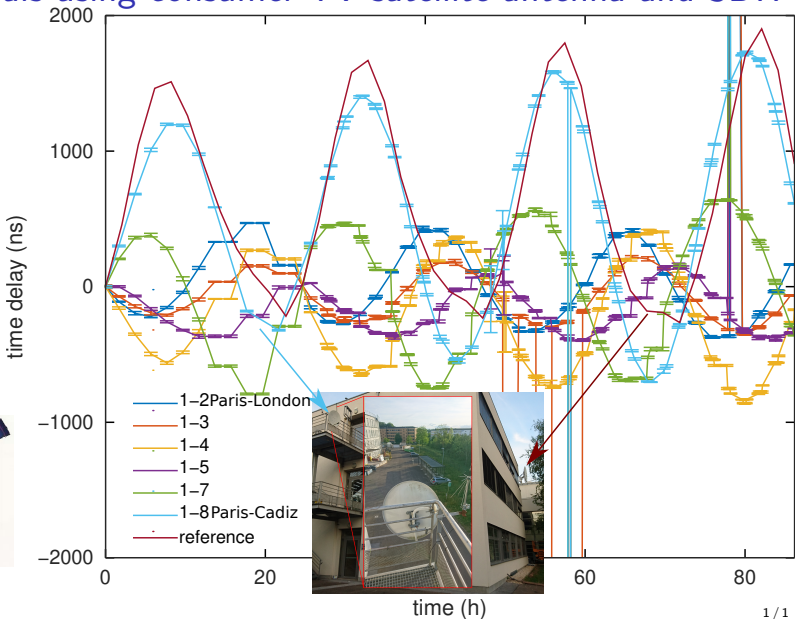 using consumer TV satellite antenna and SDR
2000
1000
0
−1000
−2000
time delay (ns)
1−2Paris-London
1−3
1−4
1−5
1−7
1−8Paris-Cadiz
reference
0 20 60 80
time (h)
1/1